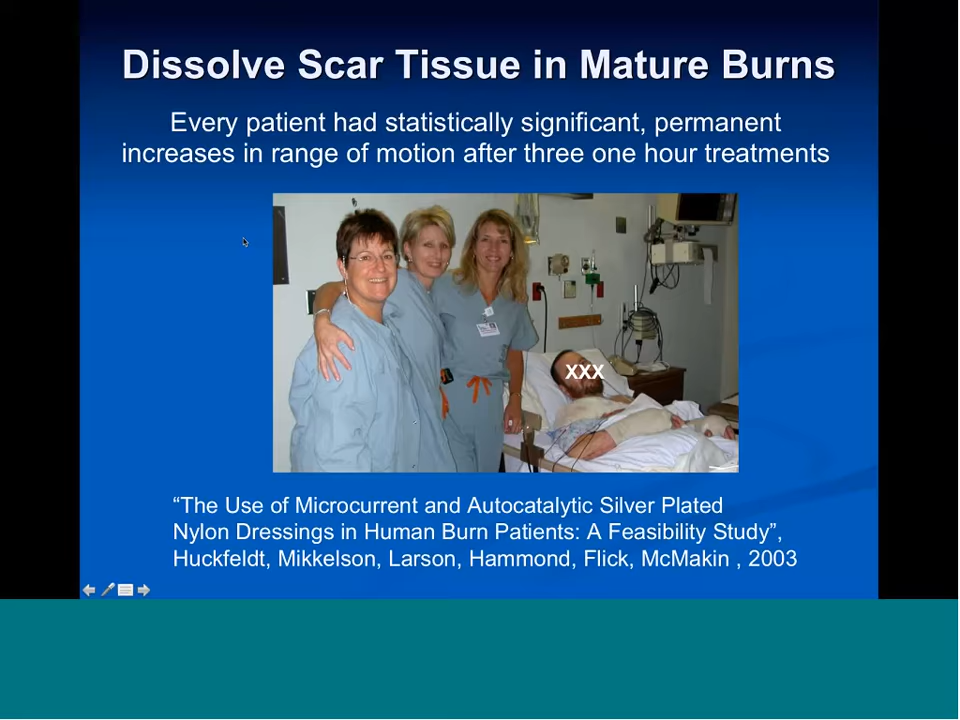 Dissolve Scar Tissue in Mature Burns
Every patient had statistically significant, permanent
increases in range of motion after three one hour treatments
XXX
“The Use of Microcurrent and Autocatalytic Silver Plated
Nylon Dressings in Human Burn Patients: A Feasibility Study”,
Huckfeldt, Mikkelson, Larson, Hammond, Flick, McMakin , 2003